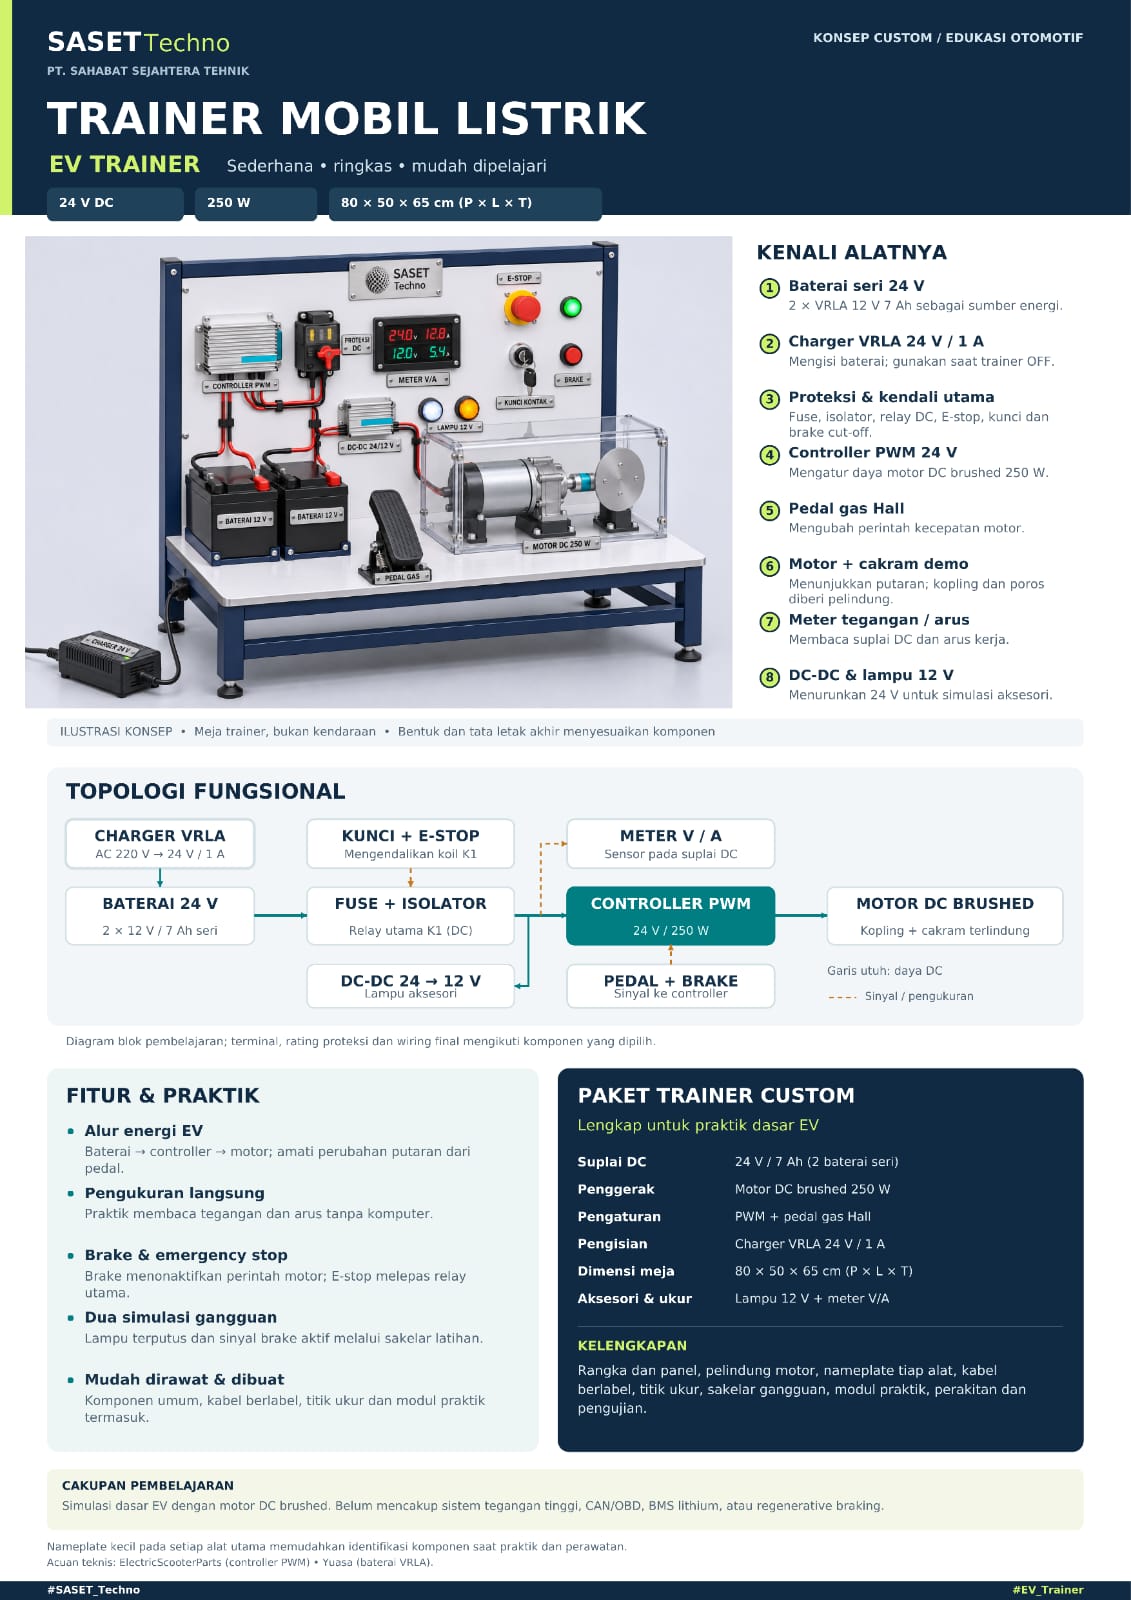 SASETTechno
KONSEP CUSTOM / EDUKASI OTOMOTIF
PT. SAHABAT SEJAHTERA TEHNIK
TRAINER MOBIL LISTRIK
EV TRAINER Sederhana • ringkas • mudah dipelajari
24 V DC
250 W
80 × 50 × 65 cm (P × L × T)
SASET
Techno
E-STOP
CONTROLLER PWM
PROTEKSI
DC
24.0v 12.8A
12.0v 5.4A
METER V/A
KUNCI KONTAK
BRAKE
LAMPU 12 V
DC-DC 24/12 V
BATERAI 12 V
BATERAI 12 V
PEDAL GAS
MOTOR DC 250 W
CHARGER 24 V
KENALI ALATNYA
1 Baterai seri 24 V
2 × VRLA 12 V 7 Ah sebagai sumber energi.
2 Charger VRLA 24 V / 1 A
Mengisi baterai; gunakan saat trainer OFF.
3 Proteksi & kendali utama
Fuse, isolator, relay DC, E-stop, kunci dan
brake cut-off.
4 Controller PWM 24 V
Mengatur daya motor DC brushed 250 W.
5 Pedal gas Hall
Mengubah perintah kecepatan motor.
6 Motor + cakram demo
Menunjukkan putaran; kopling dan poros
diberi pelindung.
7 Meter tegangan / arus
Membaca suplai DC dan arus kerja.
8 DC-DC & lampu 12 V
Menurunkan 24 V untuk simulasi aksesori.
ILUSTRASI KONSEP • Meja trainer, bukan kendaraan • Bentuk dan tata letak akhir menyesuaikan komponen
TOPOLOGI FUNGSIONAL
CHARGER VRLA
AC 220 V → 24 V / 1 A
KUNCI + E-STOP
Mengendalikan koil K1
METER V / A
Sensor pada suplai DC
BATERAI 24 V
2 × 12 V / 7 Ah seri
FUSE + ISOLATOR
Relay utama K1 (DC)
CONTROLLER PWM
24 V / 250 W
MOTOR DC BRUSHED
Kopling + cakram terlindung
DC-DC 24 → 12 V
Lampu aksesori
PEDAL + BRAKE
Sinyal ke controller
Garis utuh: daya DC
Sinyal / pengukuran
Diagram blok pembelajaran; terminal, rating proteksi dan wiring final mengikuti komponen yang dipilih.
FITUR & PRAKTIK
• Alur energi EV
Baterai → controller → motor; amati perubahan putaran dari
pedal.
• Pengukuran langsung
Praktik membaca tegangan dan arus tanpa komputer.
• Brake & emergency stop
Brake menonaktifkan perintah motor; E-stop melepas relay
utama.
• Dua simulasi gangguan
Lampu terputus dan sinyal brake aktif melalui sakelar latihan.
• Mudah dirawat & dibuat
Komponen umum, kabel berlabel, titik ukur dan modul praktik
termasuk.
PAKET TRAINER CUSTOM
Lengkap untuk praktik dasar EV
Suplai DC 24 V / 7 Ah (2 baterai seri)
Penggerak Motor DC brushed 250 W
Pengaturan PWM + pedal gas Hall
Pengisian Charger VRLA 24 V / 1 A
Dimensi meja 80 × 50 × 65 cm (P × L × T)
Aksesori & ukur Lampu 12 V + meter V/A
KELENGKAPAN
Rangka dan panel, pelindung motor, nameplate tiap alat, kabel
berlabel, titik ukur, sakelar gangguan, modul praktik, perakitan dan
pengujian.
CAKUPAN PEMBELAJARAN
Simulasi dasar EV dengan motor DC brushed. Belum mencakup sistem tegangan tinggi, CAN/OBD, BMS lithium, atau regenerative braking.
Nameplate kecil pada setiap alat utama memudahkan identifikasi komponen saat praktik dan perawatan.
Acuan teknis: ElectricScooterParts (controller PWM) • Yuasa (baterai VRLA).
#SASET_Techno
#EV_Trainer